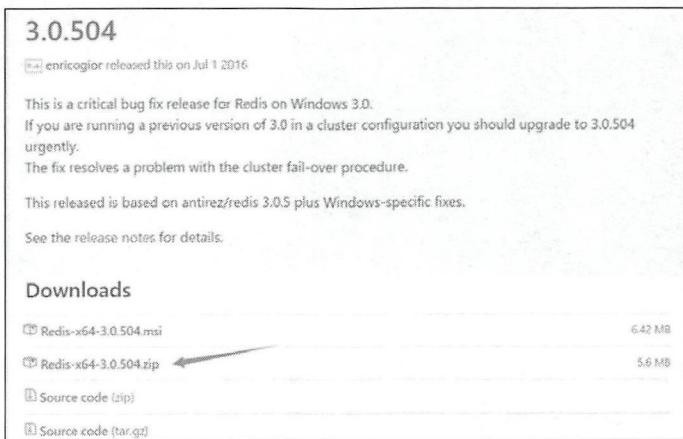 3.0.504
enricogior released this on Jul 1 2016
This is a critical bug fix release for Redis on Windows 3.0.
If you are running a previous version of 3.0 in a cluster configuration you should upgrade to 3.0.504
urgently.
The fix resolves a problem with the cluster fail-over procedure.
This released is based on antirez/redis 3.0.5 plus Windows-specific fixes.
See the release notes for details.
Downloads
Redis-x64-3.0.504.msi 6.42 MB
Redis-x64-3.0.504.zip 5.6 MB
Source code (zip)
Source code (tar.gz)